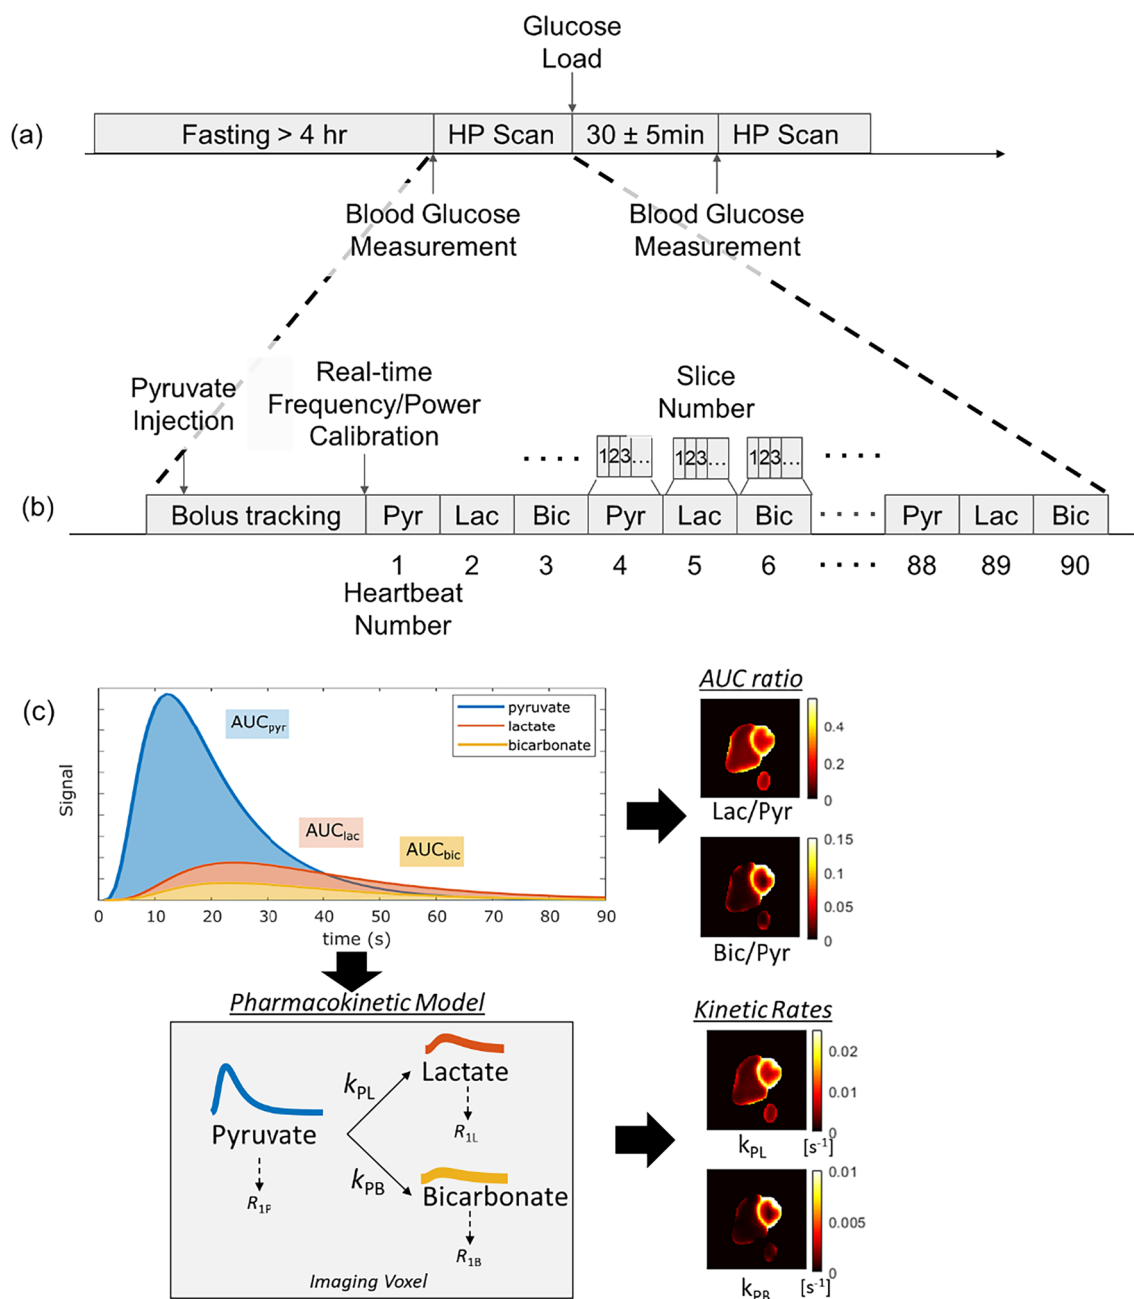 Glucose
Load
(a)
Fasting > 4 hr
HP Scan
30 ± 5min
HP Scan
Blood Glucose
Measurement
Blood Glucose
Measurement
Pyruvate
Injection
Real-time
Frequency/Power
Calibration
Slice
Number
....
123...
123...
123...
....
(b)
Bolus tracking
Pyr
Lac
Bic
Pyr
Lac
Bic
....
Pyr
Lac
Bic
1
2
3
4
5
6
....
88
89
90
Heartbeat
Number
(c)
Signal
AUCpyr
AUClac
AUCbic
pyruvate
lactate
bicarbonate
0
10
20
30
40
50
60
70
80
90
time (s)
AUC ratio
0.4
0.2
0
Lac/Pyr
0.15
0.1
0.05
0
Bic/Pyr
Pharmacokinetic Model
Pyruvate
R1P
kPL
Lactate
R1L
kPB
Bicarbonate
R1B
Imaging Voxel
Kinetic Rates
0.02
0.01
0
kPL
[s-1]
0.01
0.005
0
kPB
[s-1]